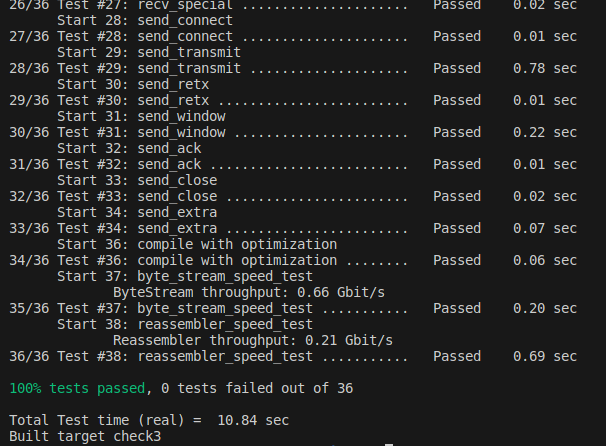 26/36 Test #27: recv_special .....................   Passed    0.02 sec
      Start 28: send_connect
27/36 Test #28: send_connect .....................   Passed    0.01 sec
      Start 29: send_transmit
28/36 Test #29: send_transmit ....................   Passed    0.78 sec
      Start 30: send_retx
29/36 Test #30: send_retx ........................   Passed    0.01 sec
      Start 31: send_window
30/36 Test #31: send_window ......................   Passed    0.22 sec
      Start 32: send_ack
31/36 Test #32: send_ack .........................   Passed    0.01 sec
      Start 33: send_close
32/36 Test #33: send_close .......................   Passed    0.02 sec
      Start 34: send_extra
33/36 Test #34: send_extra .......................   Passed    0.07 sec
      Start 36: compile with optimization
34/36 Test #36: compile with optimization ........   Passed    0.06 sec
      Start 37: byte_stream_speed_test
             ByteStream throughput: 0.66 Gbit/s
35/36 Test #37: byte_stream_speed_test ...........   Passed    0.20 sec
      Start 38: reassembler_speed_test
             Reassembler throughput: 0.21 Gbit/s
36/36 Test #38: reassembler_speed_test ...........   Passed    0.69 sec

100% tests passed, 0 tests failed out of 36

Total Test time (real) =  10.84 sec
Built target check3